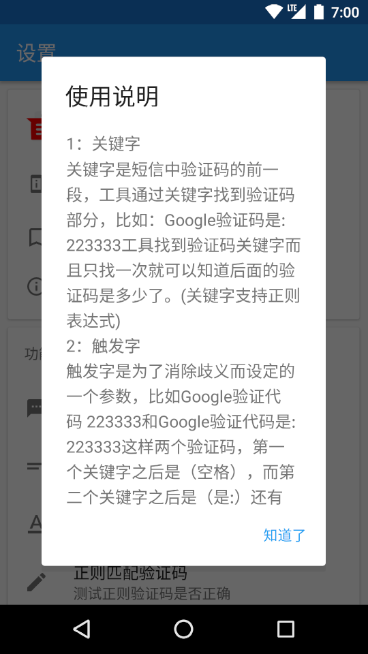 LTE 7:00
设置
使用说明
1：关键字
关键字是短信中验证码的前一
段，工具通过关键字找到验证码
部分，比如：Google验证码是:
223333工具找到验证码关键字而
且只找一次就可以知道后面的验
证码是多少了。(关键字支持正则
表达式)
2：触发字
触发字是为了消除歧义而设定的
一个参数，比如Google验证代
码 223333和Google验证代码是:
223333这样两个验证码，第一
个关键字之后是（空格），而第
二个关键字之后是（是:）还有
知道了
正则匹配验证码
测试正则验证码是否正确